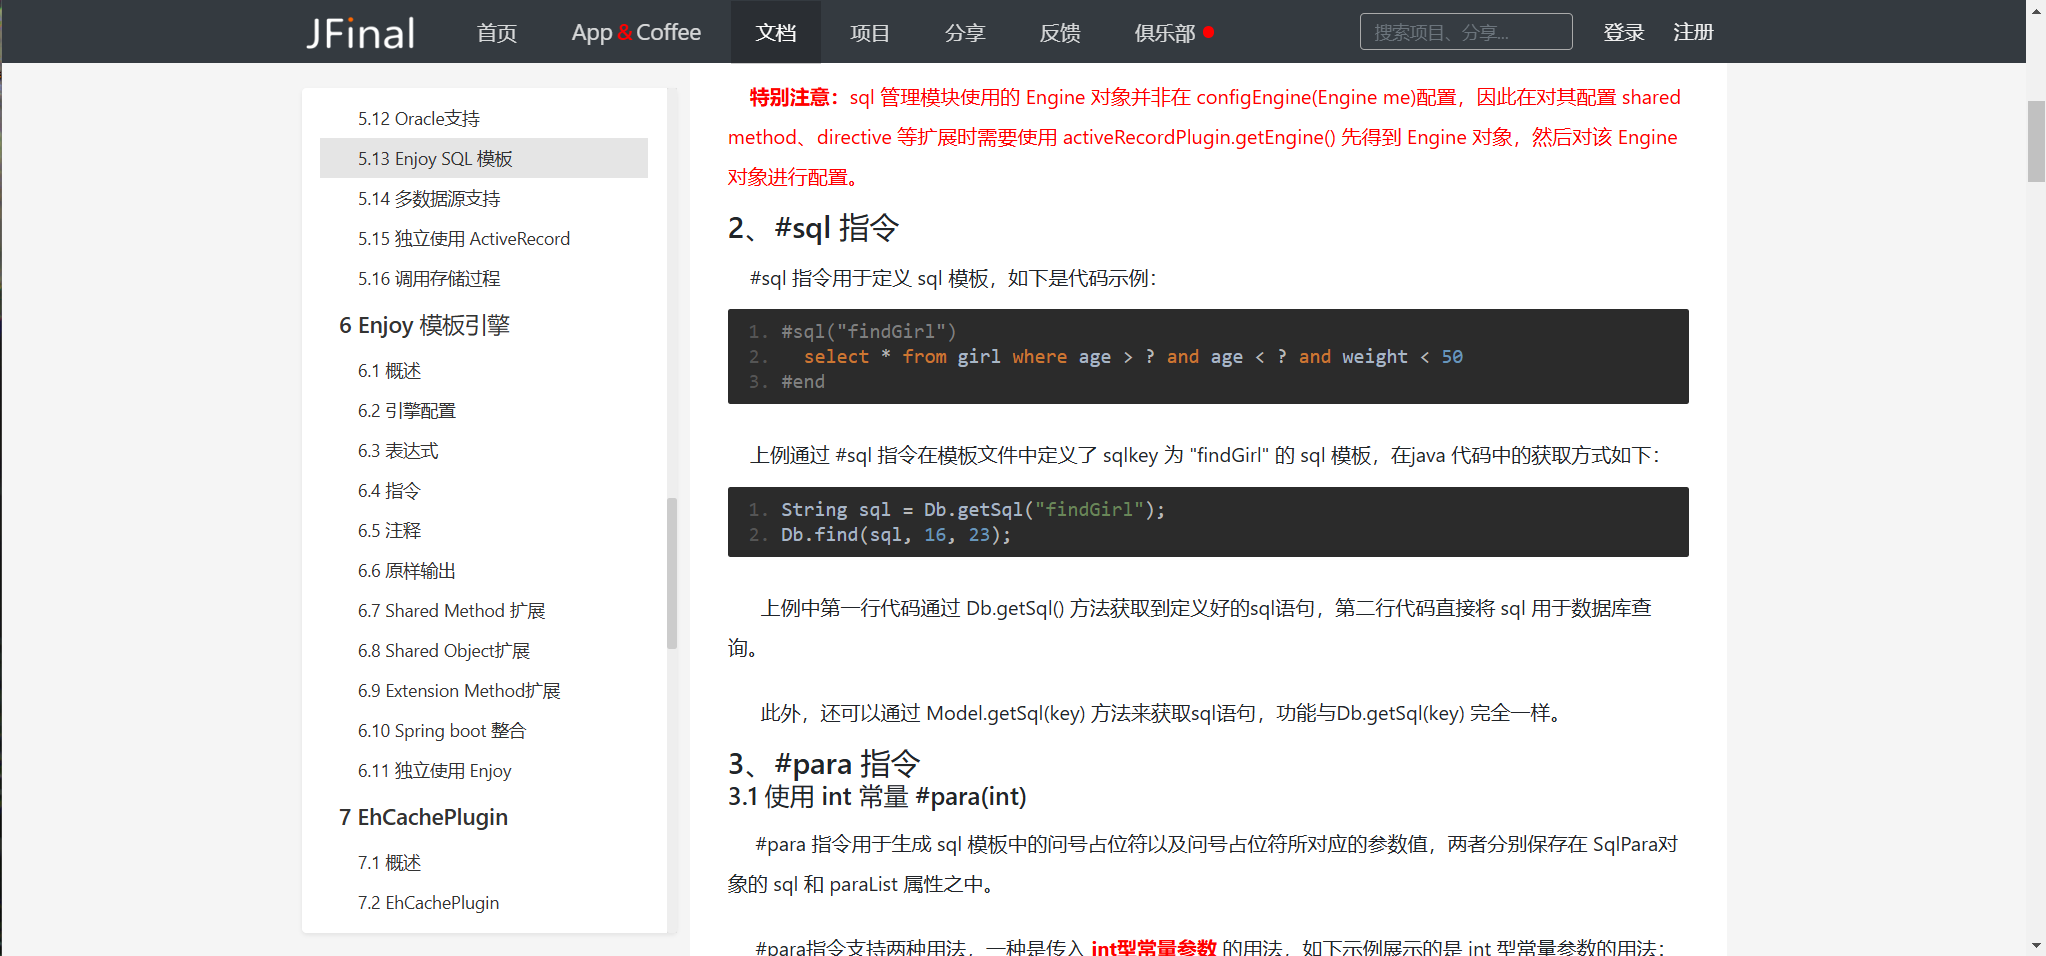 JFinal 首页 App&Coffee 文档 项目 分享 反馈 俱乐部 搜索项目、分享... 登录 注册
5.12 Oracle支持
5.13 Enjoy SQL 模板
5.14 多数据源支持
5.15 独立使用 ActiveRecord
5.16 调用存储过程
6 Enjoy 模板引擎
6.1 概述
6.2 引擎配置
6.3 表达式
6.4 指令
6.5 注释
6.6 原样输出
6.7 Shared Method 扩展
6.8 Shared Object扩展
6.9 Extension Method扩展
6.10 Spring boot 整合
6.11 独立使用 Enjoy
7 EhCachePlugin
7.1 概述
7.2 EhCachePlugin
特别注意：sql 管理模块使用的 Engine 对象并非在 configEngine(Engine me)配置，因此在对其配置 shared
method、directive 等扩展时需要使用 activeRecordPlugin.getEngine() 先得到 Engine 对象，然后对该 Engine
对象进行配置。
2、#sql 指令
#sql 指令用于定义 sql 模板，如下是代码示例：
1. #sql("findGirl")
2. select * from girl where age > ? and age < ? and weight < 50
3. #end
上例通过 #sql 指令在模板文件中定义了 sqlkey 为 "findGirl" 的 sql 模板，在java 代码中的获取方式如下：
1. String sql = Db.getSql("findGirl");
2. Db.find(sql, 16, 23);
上例中第一行代码通过 Db.getSql() 方法获取到定义好的sql语句，第二行代码直接将 sql 用于数据库查
询。
此外，还可以通过 Model.getSql(key) 方法来获取sql语句，功能与Db.getSql(key) 完全一样。
3、#para 指令
3.1 使用 int 常量 #para(int)
#para 指令用于生成 sql 模板中的问号占位符以及问号占位符所对应的参数值，两者分别保存在 SqlPara对
象的 sql 和 paraList 属性之中。
#para指令支持两种用法，一种是传入 int型常量参数 的用法，如下示例展示的是 int 型常量参数的用法：